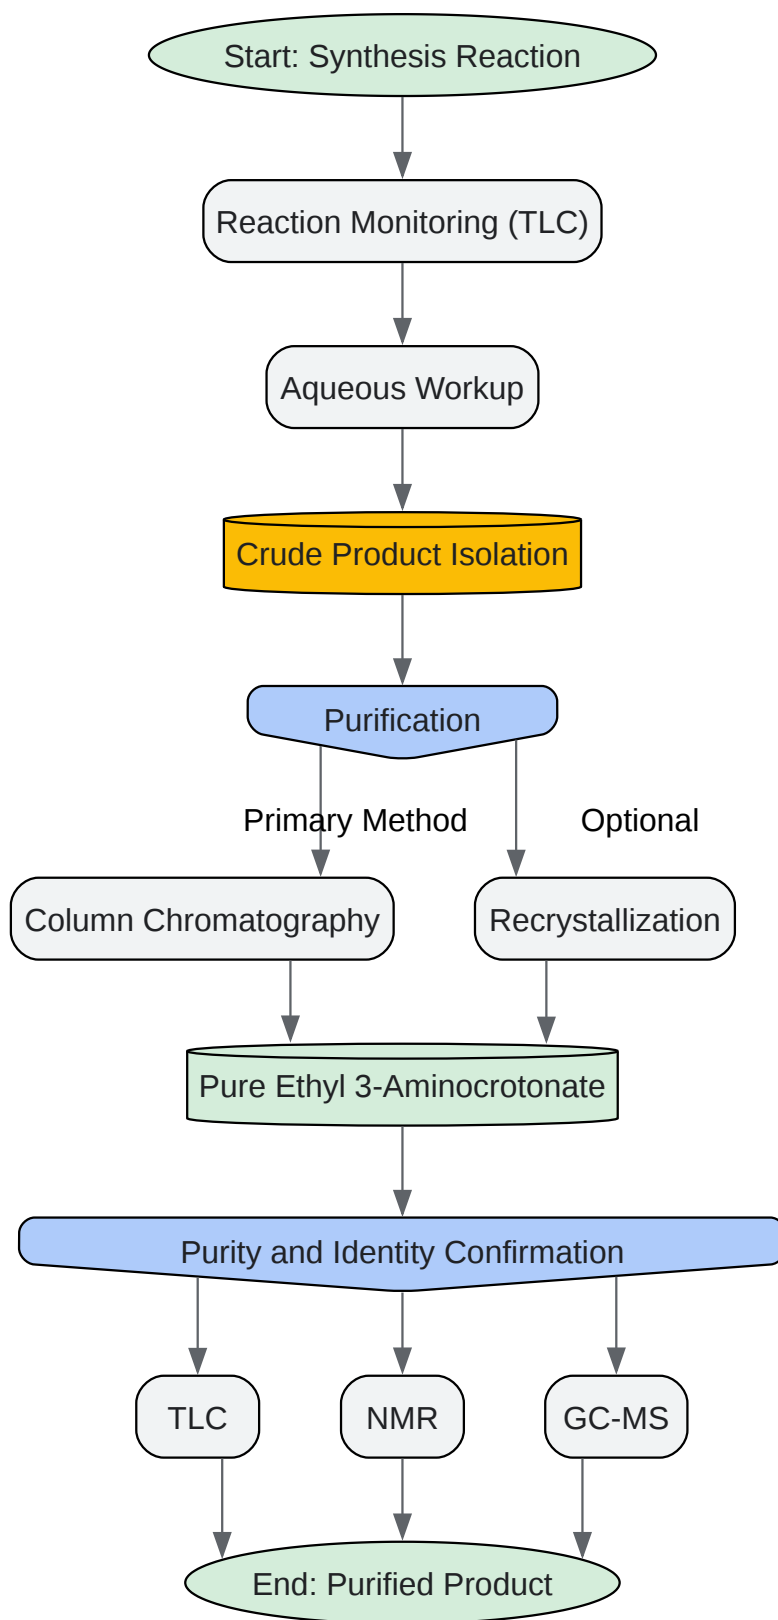 Start: Synthesis Reaction
Reaction Monitoring (TLC)
Aqueous Workup
Crude Product Isolation
Purification
Primary Method
Optional
Column Chromatography
Recrystallization
Pure Ethyl 3-Aminocrotonate
Purity and Identity Confirmation
TLC
NMR
GC-MS
End: Purified Product